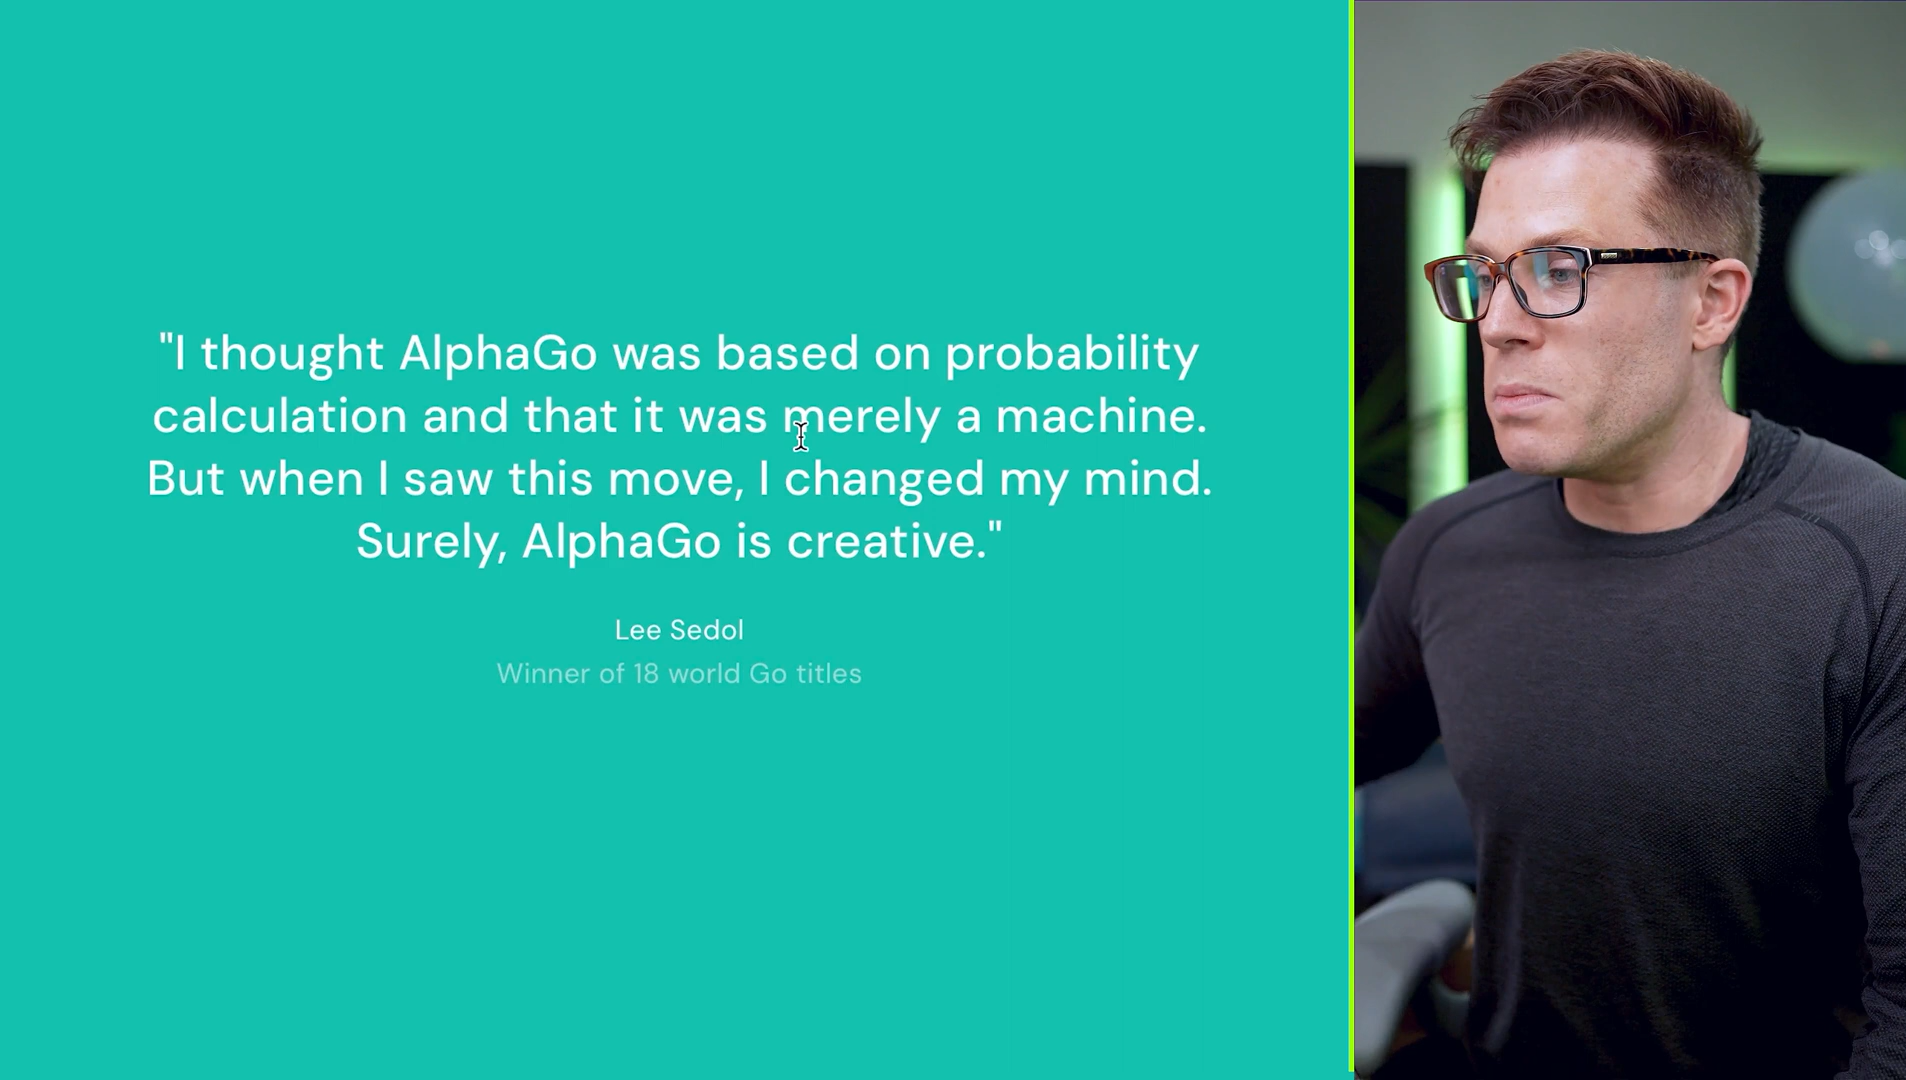 "I thought AlphaGo was based on probability
calculation and that it was merely a machine.
But when I saw this move, I changed my mind.
Surely, AlphaGo is creative."
Lee Sedol
Winner of 18 world Go titles